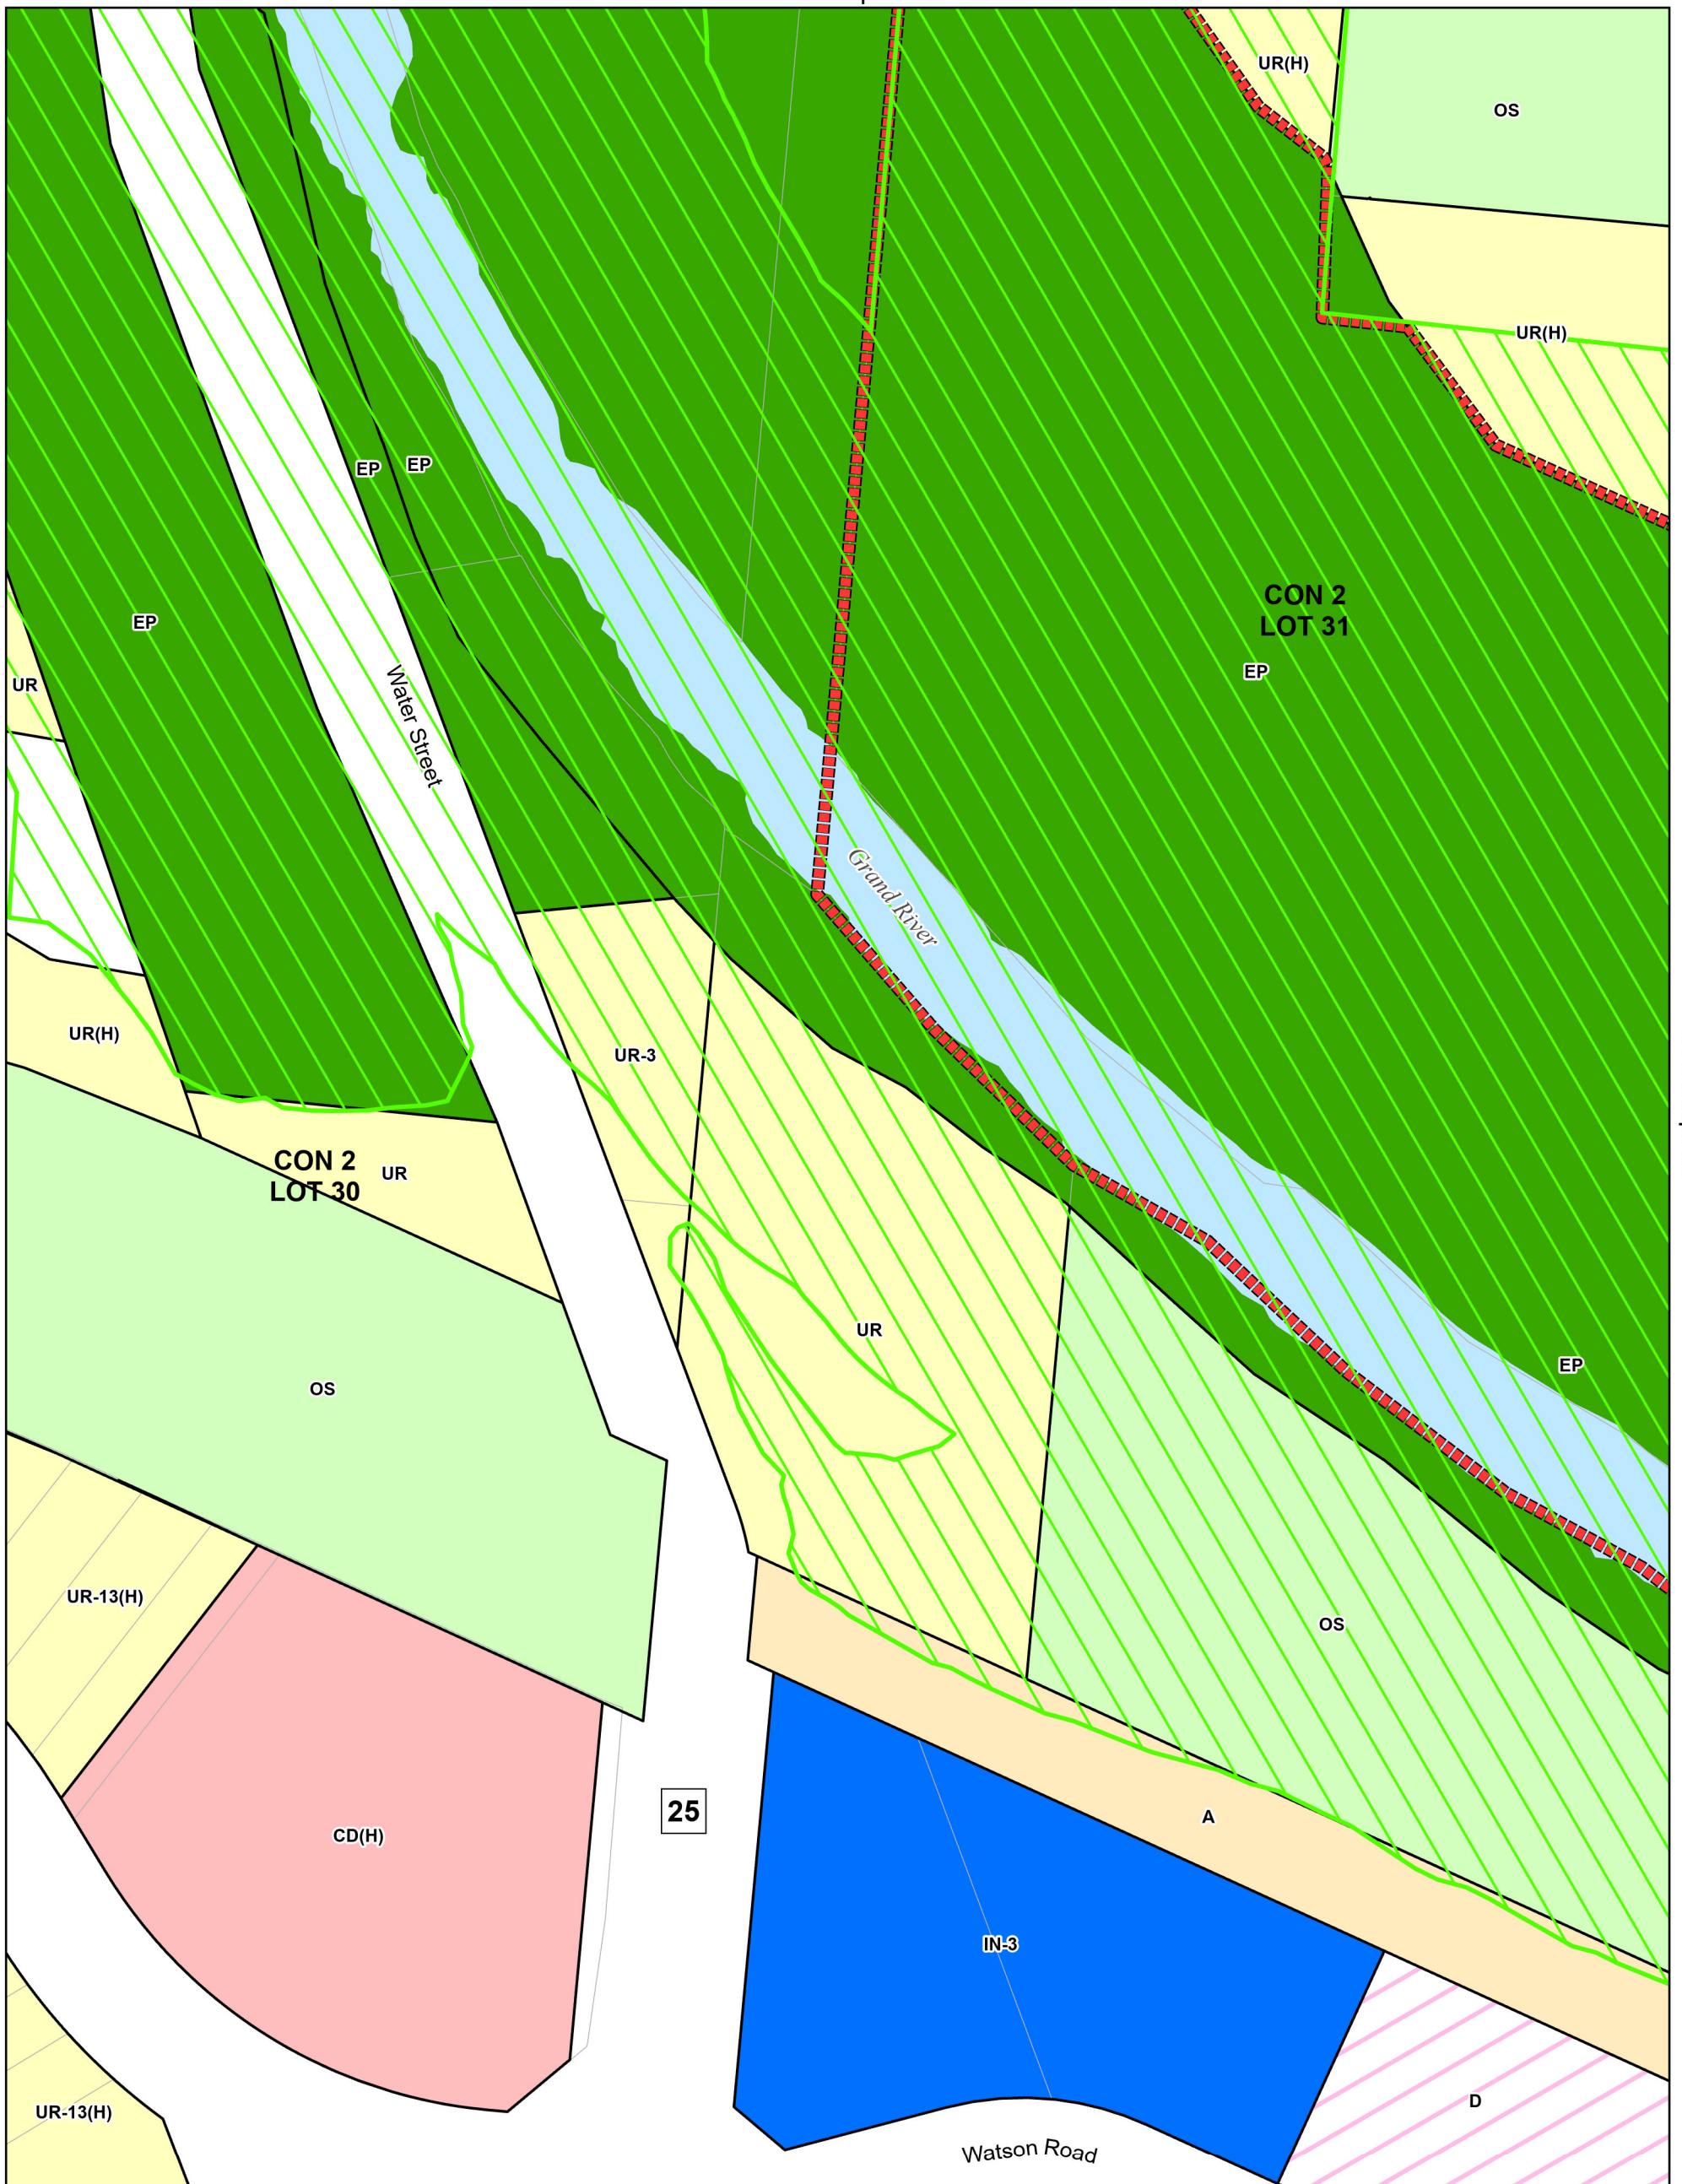 UR(H)
OS
UR(H)
EP
EP
CON 2
LOT 31
EP
EP
UR
Water Street
Grand River
UR(H)
UR-3
CON 2
LOT 30
UR
UR
EP
OS
UR-13(H)
OS
25
A
CD(H)
IN-3
UR-13(H)
D
Watson Road